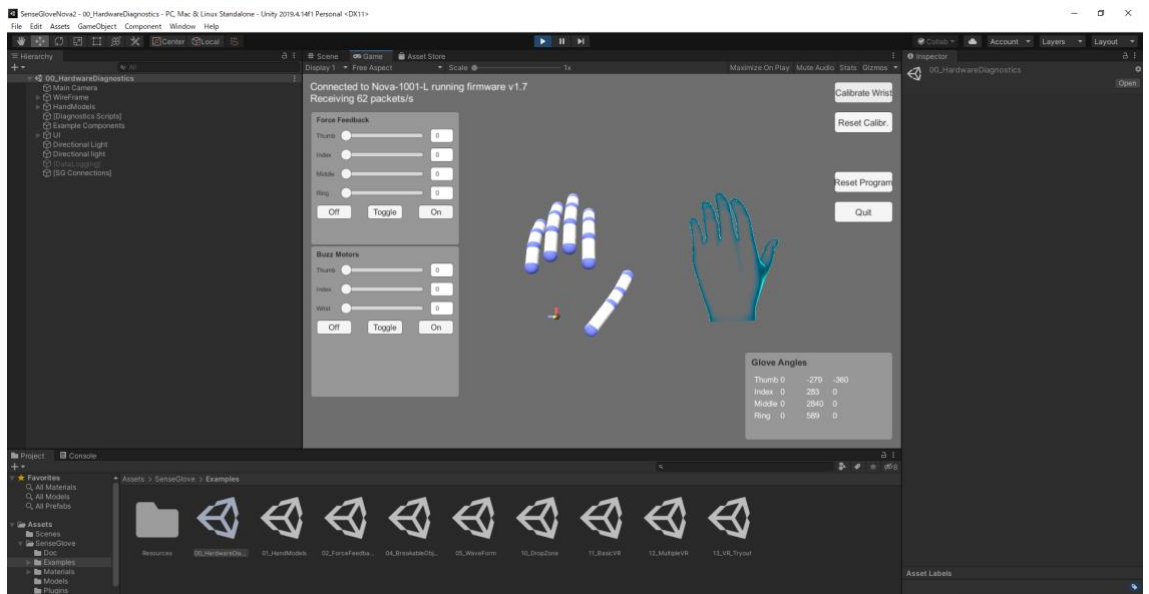 SenseGloveNova2 - 00_HardwareDiagnostics - PC, Mac & Linux Standalone - Unity 2019.4.14f1 Personal <DX11>
File Edit Assets GameObject Component Window Help
Center Local Collab Account Layers Layout
Hierarchy Scene Game Asset Store Inspector
All Display 1 Free Aspect Scale 1x Maximize On Play Mute Audio Stats Gizmos
00_HardwareDiagnostics
Open
00_HardwareDiagnostics
Main Camera
WireFrame
HandModels
[Diagnostics Scripts]
Example Components
UI
Directional Light
Directional light
[DataLogging]
[SG Connections]
Connected to Nova-1001-L running firmware v1.7
Receiving 62 packets/s
Calibrate Wrist
Reset Calibr.
Reset Program
Quit
Force Feedback
Thumb 0
Index 0
Middle 0
Ring 0
Off Toggle On
Buzz Motors
Thumb 0
Index 0
Wrist 0
Off Toggle On
Glove Angles
Thumb 0 -279 -360
Index 0 283 0
Middle 0 2840 0
Ring 0 589 0
Project Console
Favorites
All Materials
All Models
All Prefabs
Assets
Scenes
SenseGlove
Doc
Examples
Materials
Models
Plugins
Assets > SenseGlove > Examples
Resources 00_HardwareDia... 01_HandModels 02_ForceFeedba... 04_BreakableObj... 05_WaveForm 10_DropZone 11_BasicVR 12_MultipleVR 13_VR_Tryout
Asset Labels